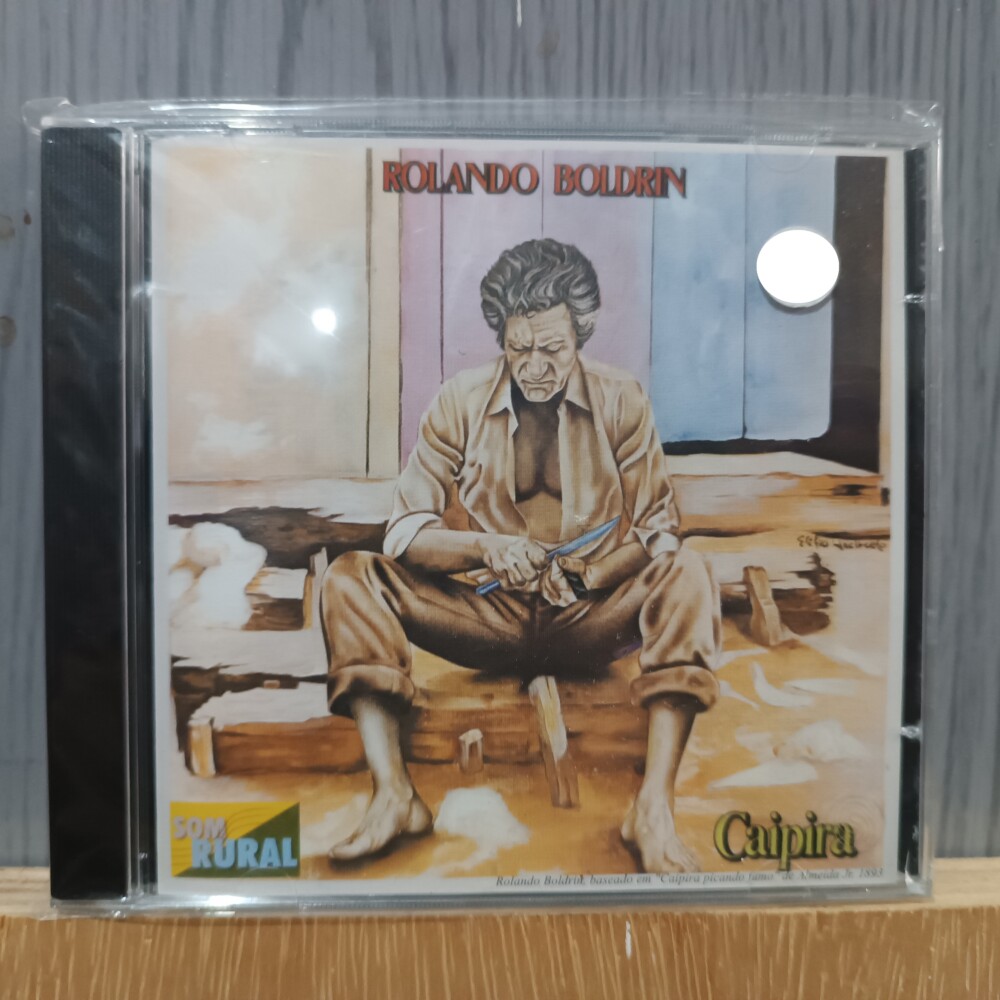 ROLANDO BOLDRIN
SOM
RURAL
Caipira
Rolando Boldrin, baseado em "Caipira picando fumo" de Almeida Jr. 1893